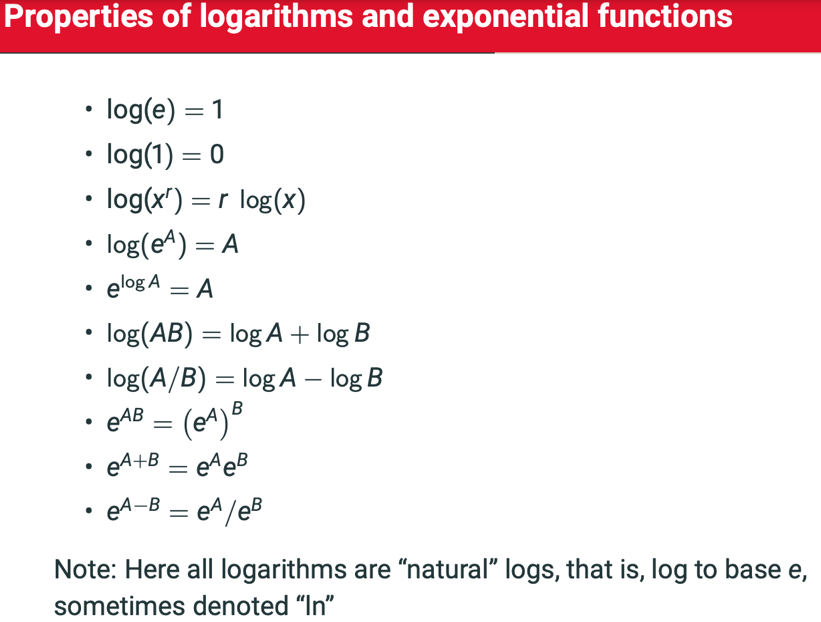 Properties of logarithms and exponential functions
• log(e) = 1
• log(1) = 0
• log(xʳ) = r log(x)
• log(eᴬ) = A
• e^{log A} = A
• log(AB) = log A + log B
• log(A/B) = log A − log B
• e^{AB} = (e^A)^B
• e^{A+B} = e^A e^B
• e^{A−B} = e^A/e^B
Note: Here all logarithms are “natural” logs, that is, log to base e,
sometimes denoted “ln”